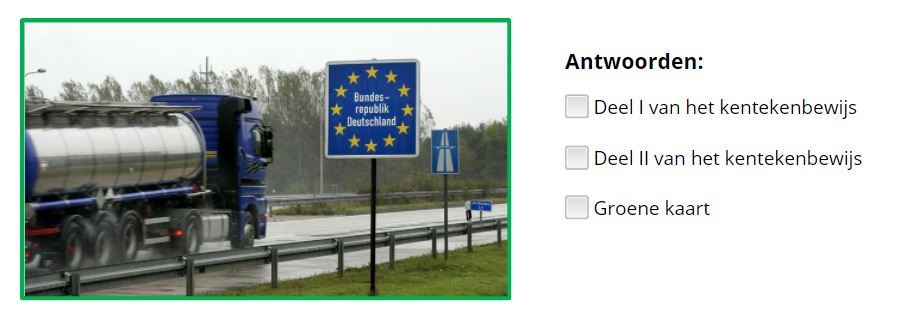 Bundes-
republik
Deutschland
Antwoorden:
Deel I van het kentekenbewijs
Deel II van het kentekenbewijs
Groene kaart